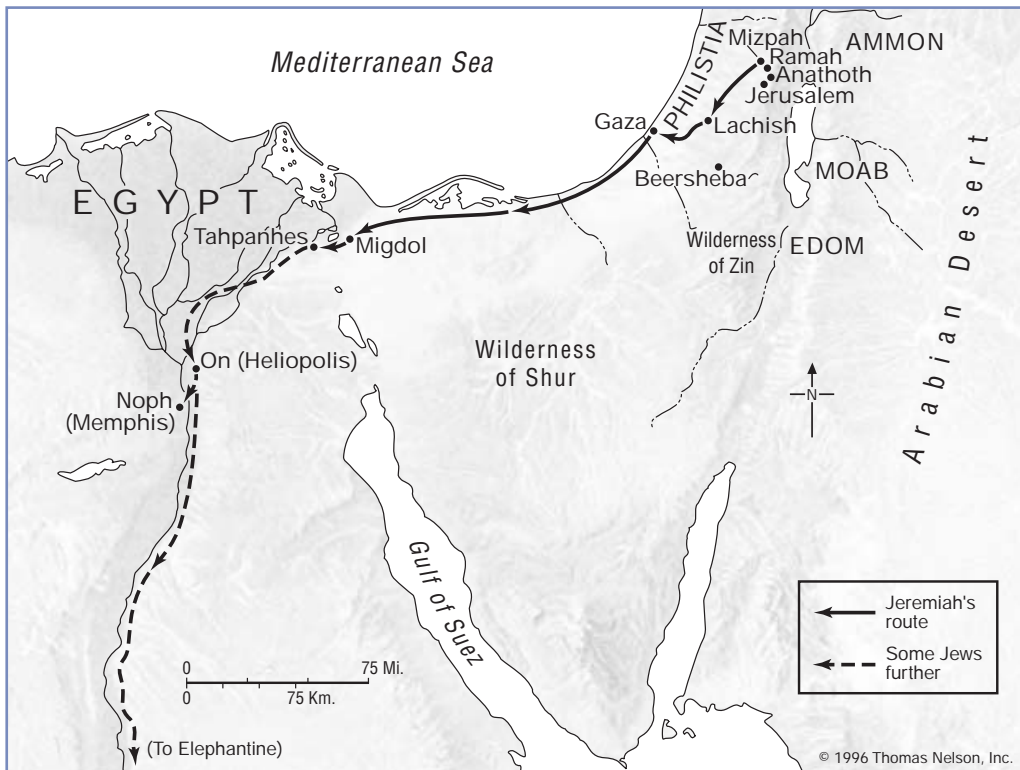 Mediterranean Sea
PHILISTIA
Mizpah
Ramah
Anathoth
Jerusalem
AMMON
Gaza
Lachish
Beersheba
MOAB
EGYPT
Tahpanhes
Migdol
Wilderness
of Zin
EDOM
Arabian Desert
Wilderness
of Shur
On (Heliopolis)
Noph
(Memphis)
N
Gulf of Suez
0
75 Mi.
0
75 Km.
(To Elephantine)
Jeremiah's
route
Some Jews
further
© 1996 Thomas Nelson, Inc.